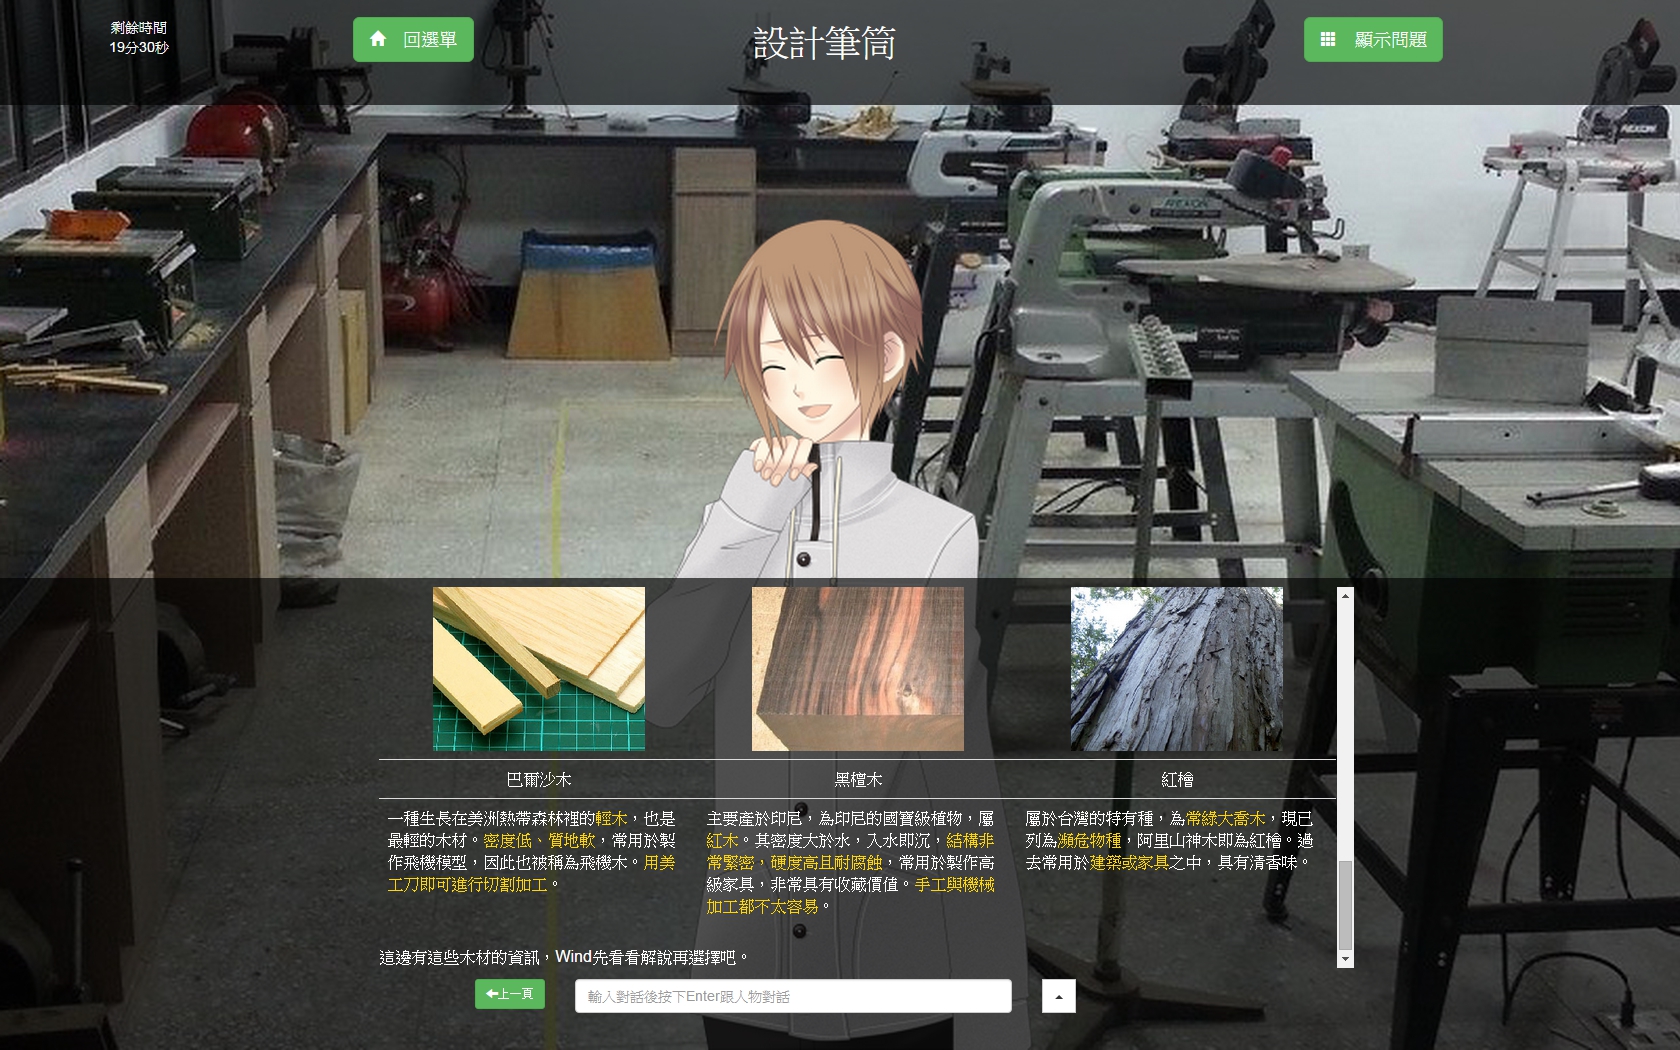 剩餘時間
19分30秒
回選單
設計筆筒
顯示問題
REXON
REXON
巴爾沙木
黑檀木
紅檜
一種生長在美洲熱帶森林裡的輕木，也是
最輕的木材。密度低、質地軟，常用於製
作飛機模型，因此也被稱為飛機木。用美
工刀即可進行切割加工。
主要產於印尼，為印尼的國寶級植物，屬
紅木。其密度大於水，入水即沉，結構非
常緊密，硬度高且耐腐蝕，常用於製作高
級家具，非常具有收藏價值。手工與機械
加工都不太容易。
屬於台灣的特有種，為常綠大喬木，現已
列為瀕危物種，阿里山神木即為紅檜。過
去常用於建築或家具之中，具有清香味。
這邊有這些木材的資訊，Wind先看看解說再選擇吧。
上一頁
輸入對話後按下Enter跟人物對話